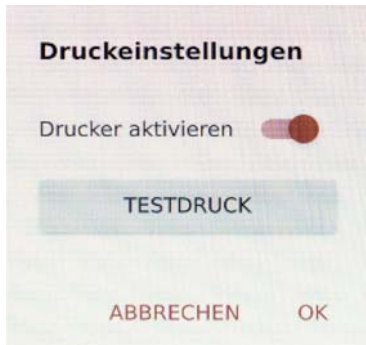 Druckeinstellungen
Drucker aktivieren
TESTDRUCK
ABBRECHEN OK